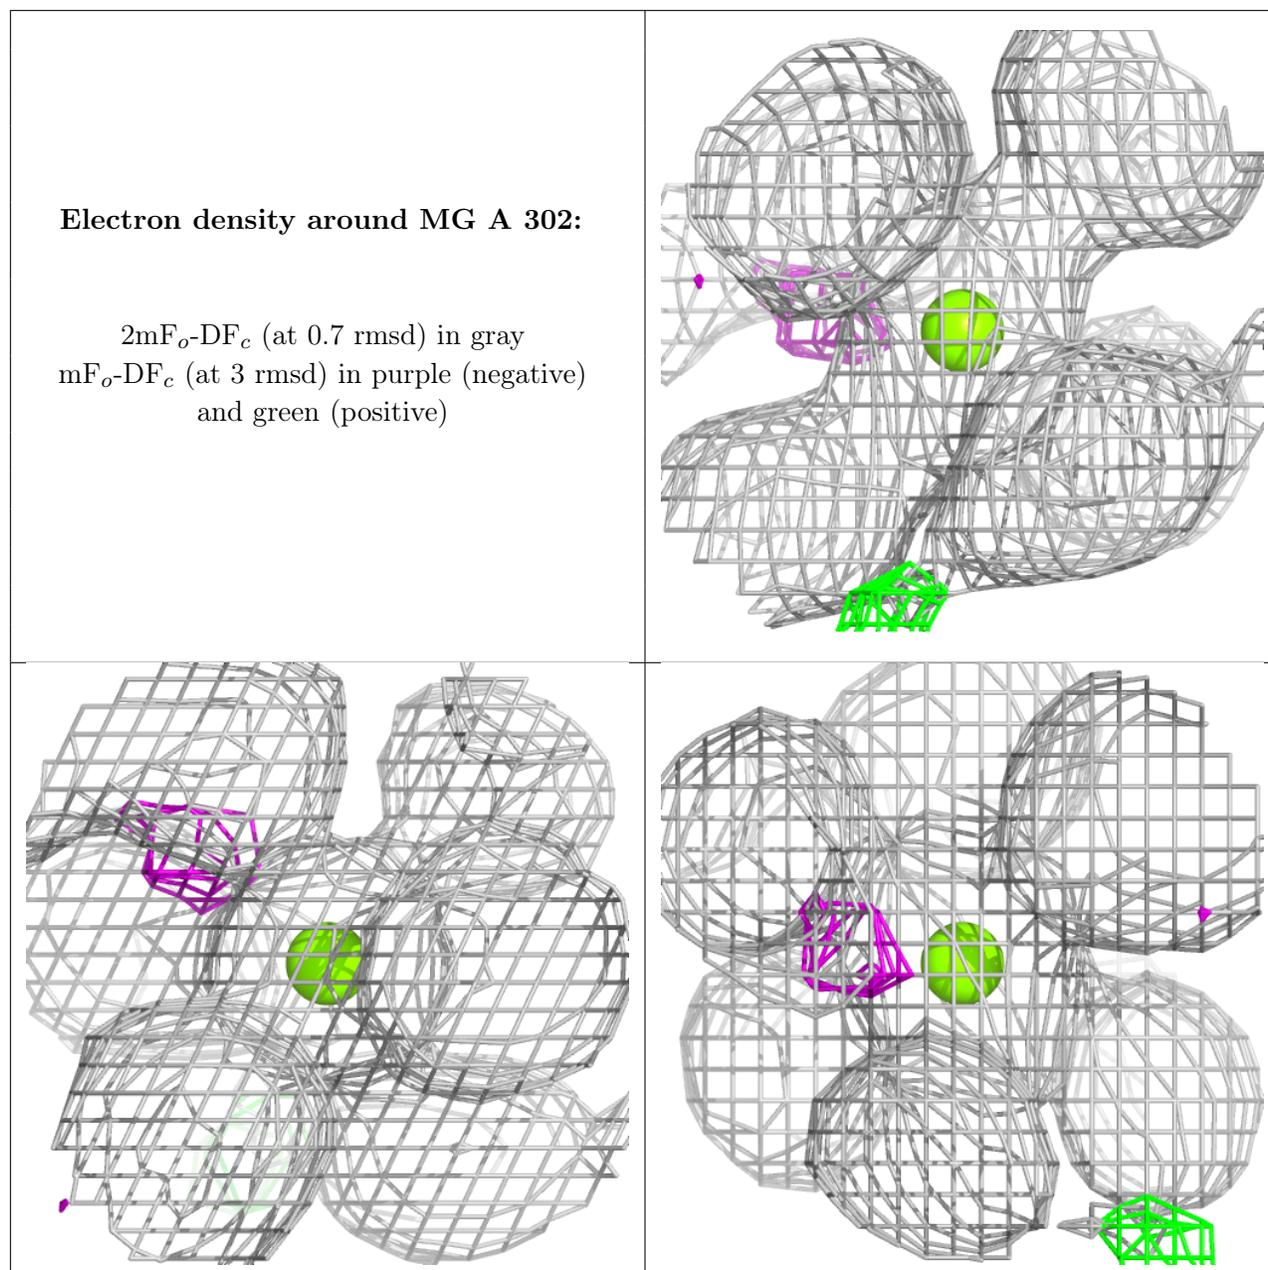 Electron density around MG A 302:
2mFo-DFc (at 0.7 rmsd) in gray
mFo-DFc (at 3 rmsd) in purple (negative)
and green (positive)